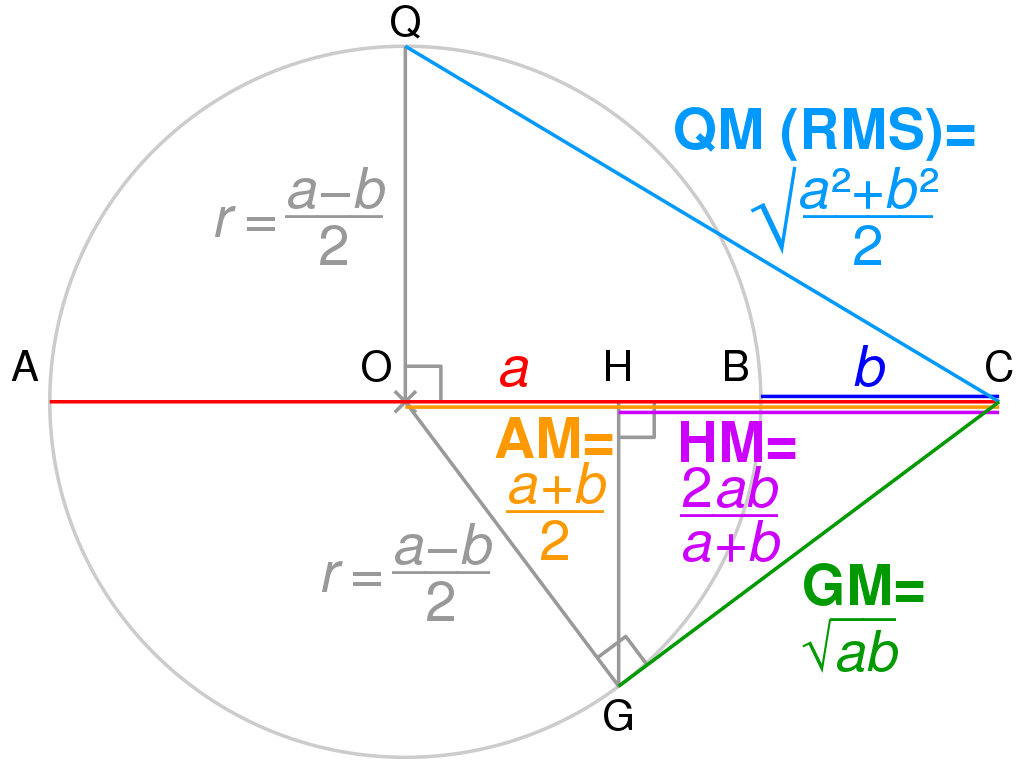 Q
QM (RMS)=
√a²+b²
2
r = a–b
2
A
O
a
H
B
b
C
AM=
a+b
2
HM=
2ab
a+b
r = a–b
2
GM=
√ab
G